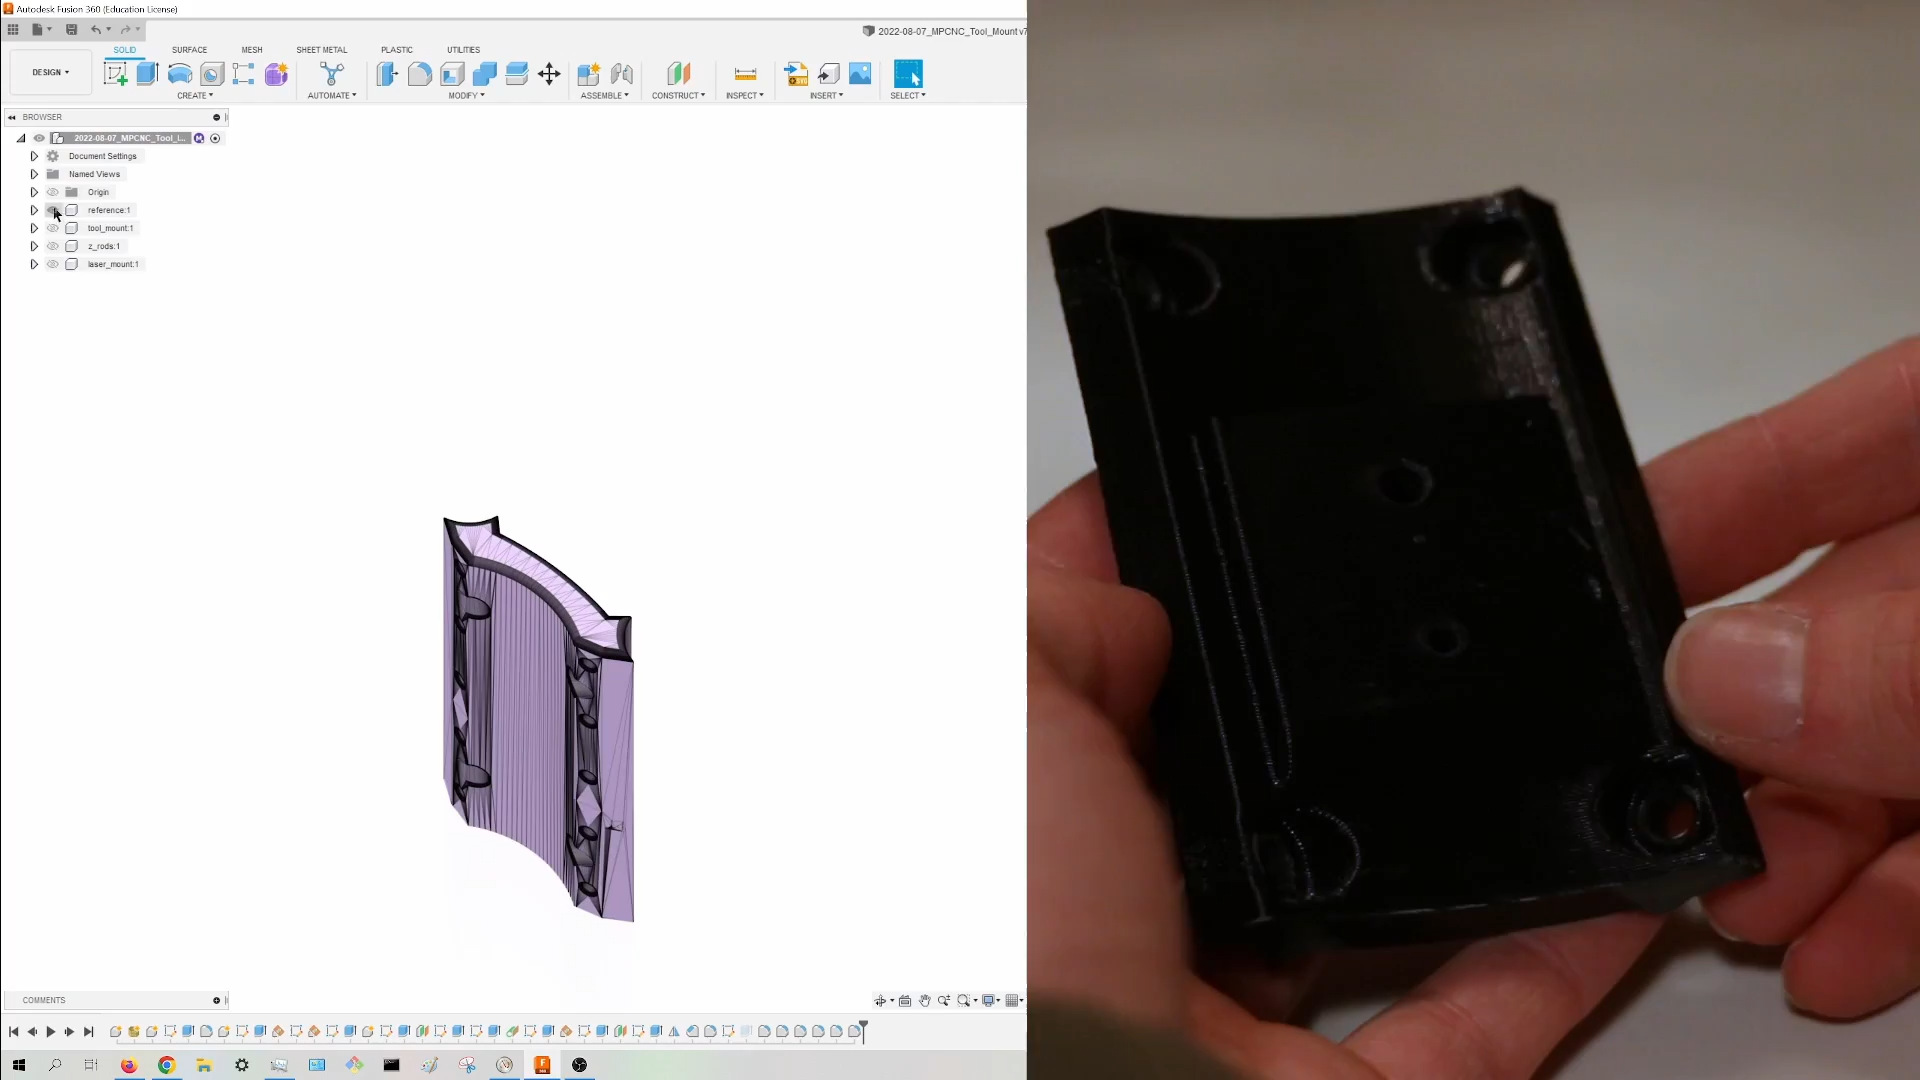 Autodesk Fusion 360 (Education License)
2022-08-07_MPCNC_Tool_Mount v7
SOLID SURFACE MESH SHEET METAL PLASTIC UTILITIES
DESIGN
CREATE AUTOMATE MODIFY ASSEMBLE CONSTRUCT INSPECT INSERT SELECT
BROWSER
2022-08-07_MPCNC_Tool_L...
Document Settings
Named Views
Origin
reference:1
tool_mount:1
z_rods:1
laser_mount:1
COMMENTS